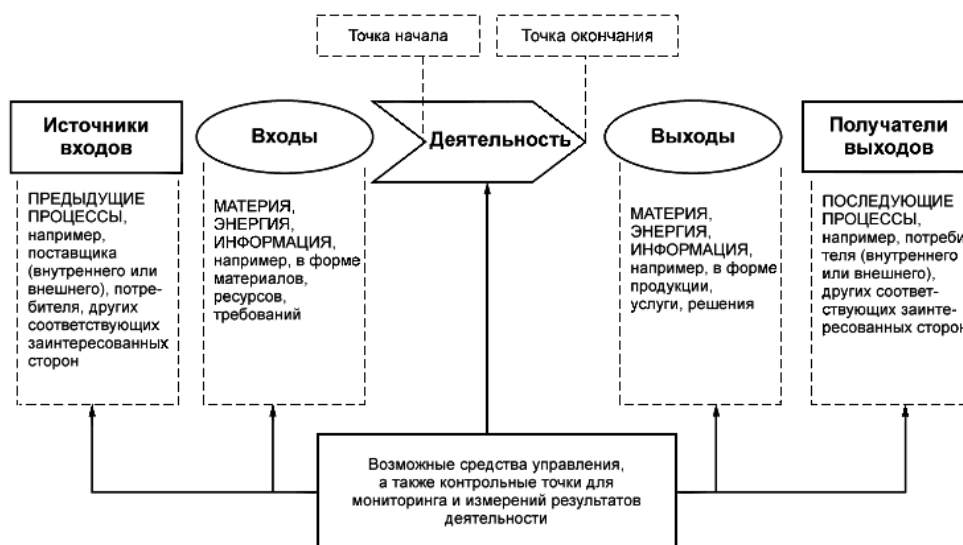 Точка начала
Точка окончания
Источники
входов
Входы
Деятельность
Выходы
Получатели
выходов
ПРЕДЫДУЩИЕ
ПРОЦЕССЫ,
например,
поставщика
(внутреннего или
внешнего), потре-
бителя, других
соответствующих
заинтересованных
сторон
МАТЕРИЯ,
ЭНЕРГИЯ,
ИНФОРМАЦИЯ,
например, в форме
материалов,
ресурсов,
требований
МАТЕРИЯ,
ЭНЕРГИЯ,
ИНФОРМАЦИЯ,
например, в форме
продукции,
услуги, решения
ПОСЛЕДУЮЩИЕ
ПРОЦЕССЫ,
например, потреби
теля (внутреннего
или внешнего),
других соответ-
ствующих заинте-
ресованных сторон
Возможные средства управления,
а также контрольные точки для
мониторинга и измерений результатов
деятельности